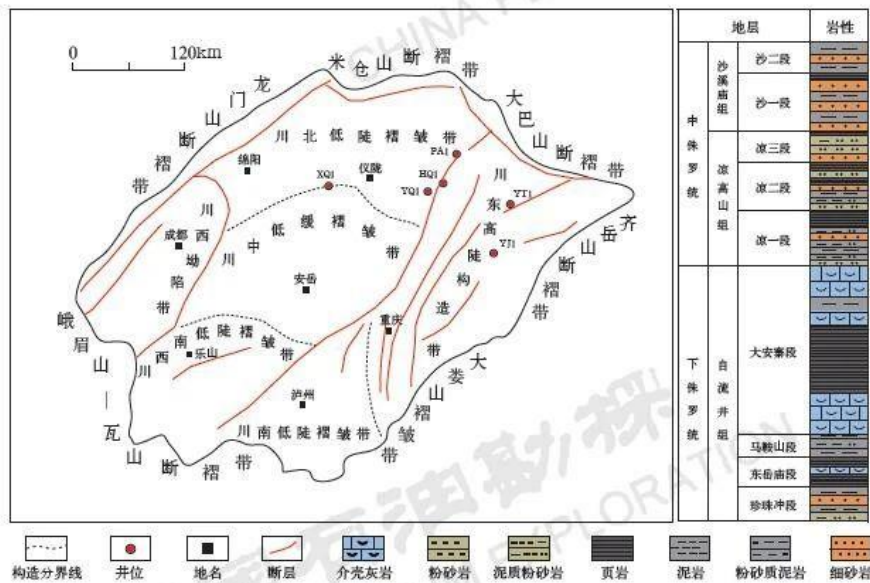 0 120km
米仓山断褶带
龙门山断褶带
大巴山断褶带
川北低陡褶皱带
绵阳
仪陇
XQ1
PA1
HQ1
YQ1
YT1
YJ1
川东高陡构造带
齐岳山断褶带
川西坳陷带
成都
川中低缓褶皱带
安岳
重庆
川西南低陡褶皱带
乐山
泸州
川南低陡褶皱带
峨眉山—瓦山断褶带
大娄山褶皱带
地层 岩性
中侏罗统
沙溪庙组
沙二段
沙一段
凉高山组
凉三段
凉二段
凉一段
下侏罗统
自流井组
大安寨段
马鞍山段
东岳庙段
珍珠冲段
构造分界线 井位 地名 断层 介壳灰岩 粉砂岩 泥质粉砂岩 页岩 泥岩 粉砂质泥岩 细砂岩